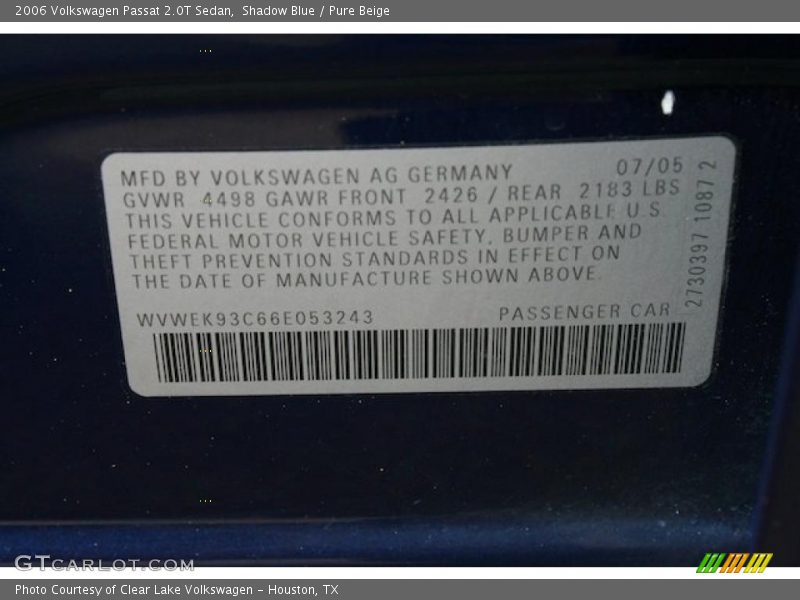 2006 Volkswagen Passat 2.0T Sedan, Shadow Blue / Pure Beige
MFD BY VOLKSWAGEN AG GERMANY 07/05
GVWR 4498 GAWR FRONT 2426 / REAR 2183 LBS
THIS VEHICLE CONFORMS TO ALL APPLICABLE U.S.
FEDERAL MOTOR VEHICLE SAFETY, BUMPER AND
THEFT PREVENTION STANDARDS IN EFFECT ON
THE DATE OF MANUFACTURE SHOWN ABOVE.
WVWEK93C66E053243 PASSENGER CAR
2730397 1087 2
GTCARLOT.COM
Photo Courtesy of Clear Lake Volkswagen – Houston, TX